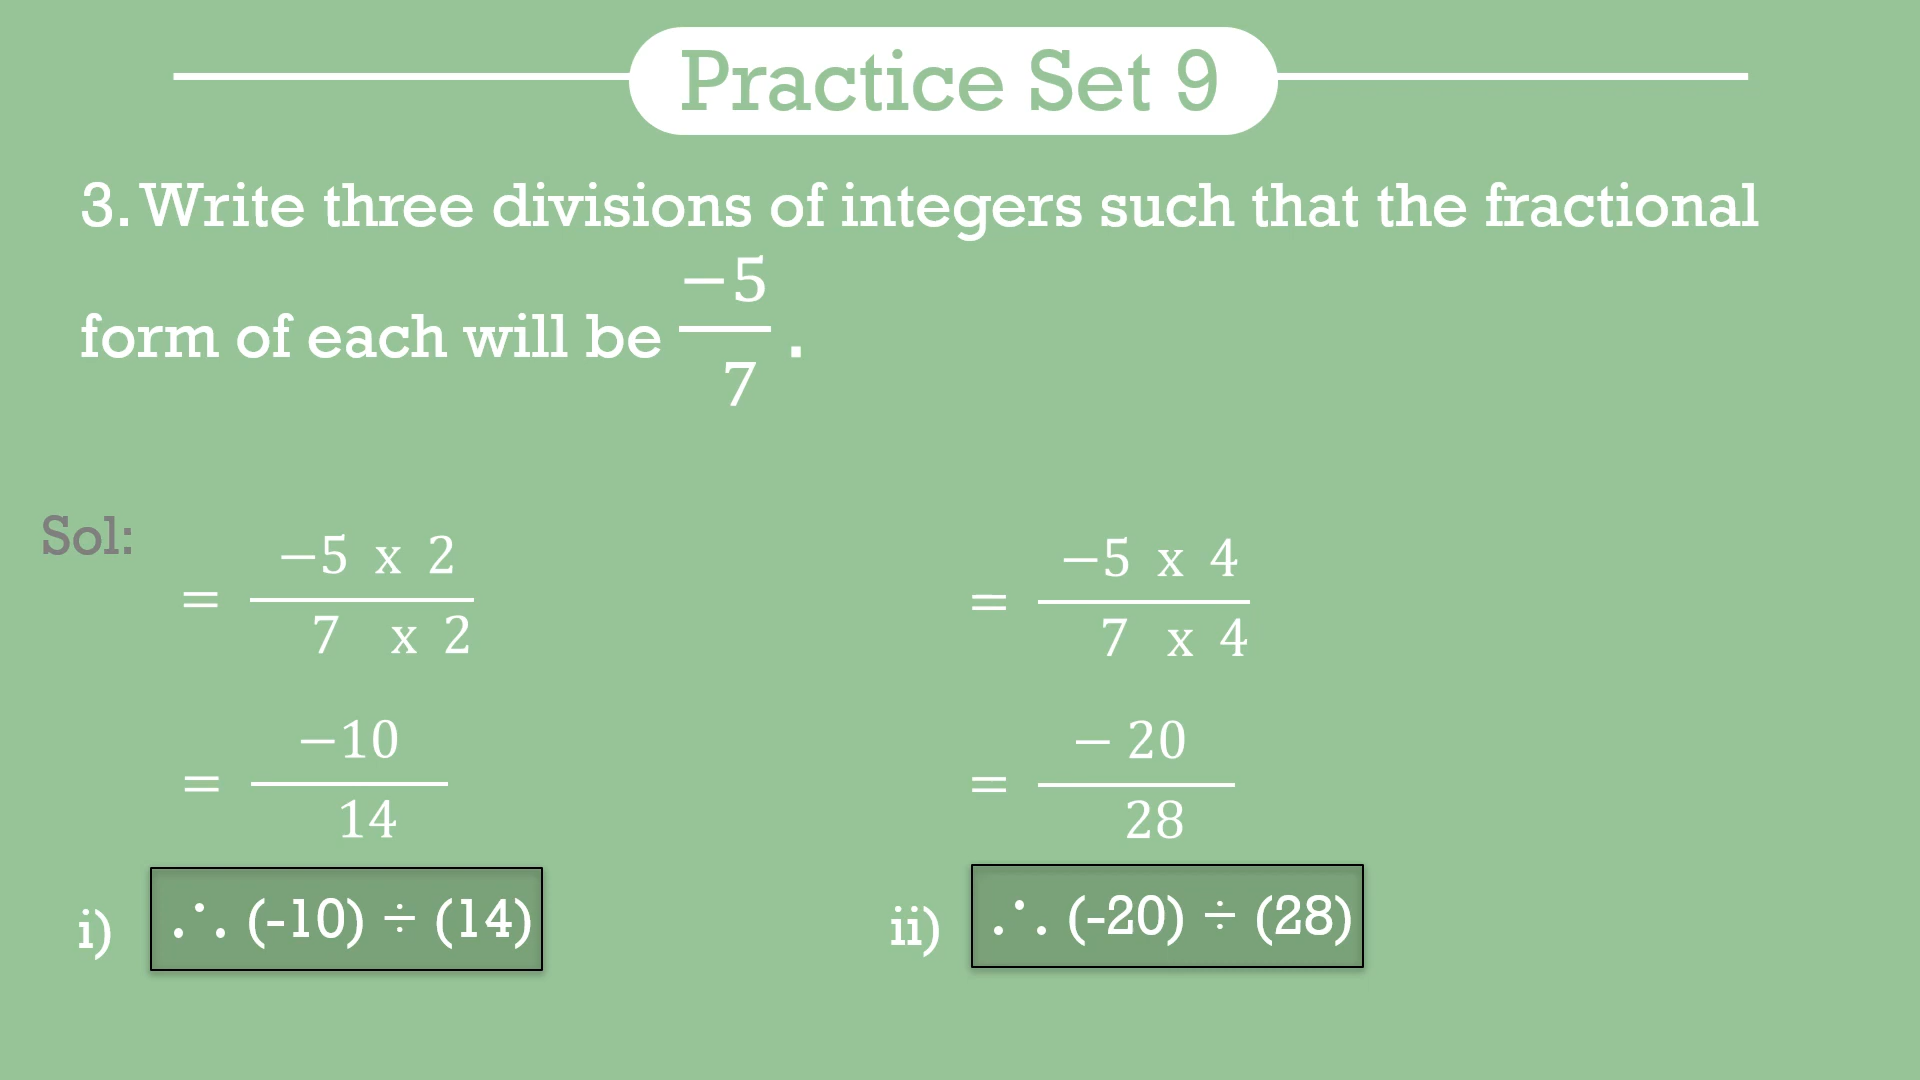 Practice Set 9
3. Write three divisions of integers such that the fractional
form of each will be −5/7 .
Sol:
= −5 x 2 / 7 x 2
= −10 / 14
i) ∴ (-10) ÷ (14)
= −5 x 4 / 7 x 4
= − 20 / 28
ii) ∴ (-20) ÷ (28)